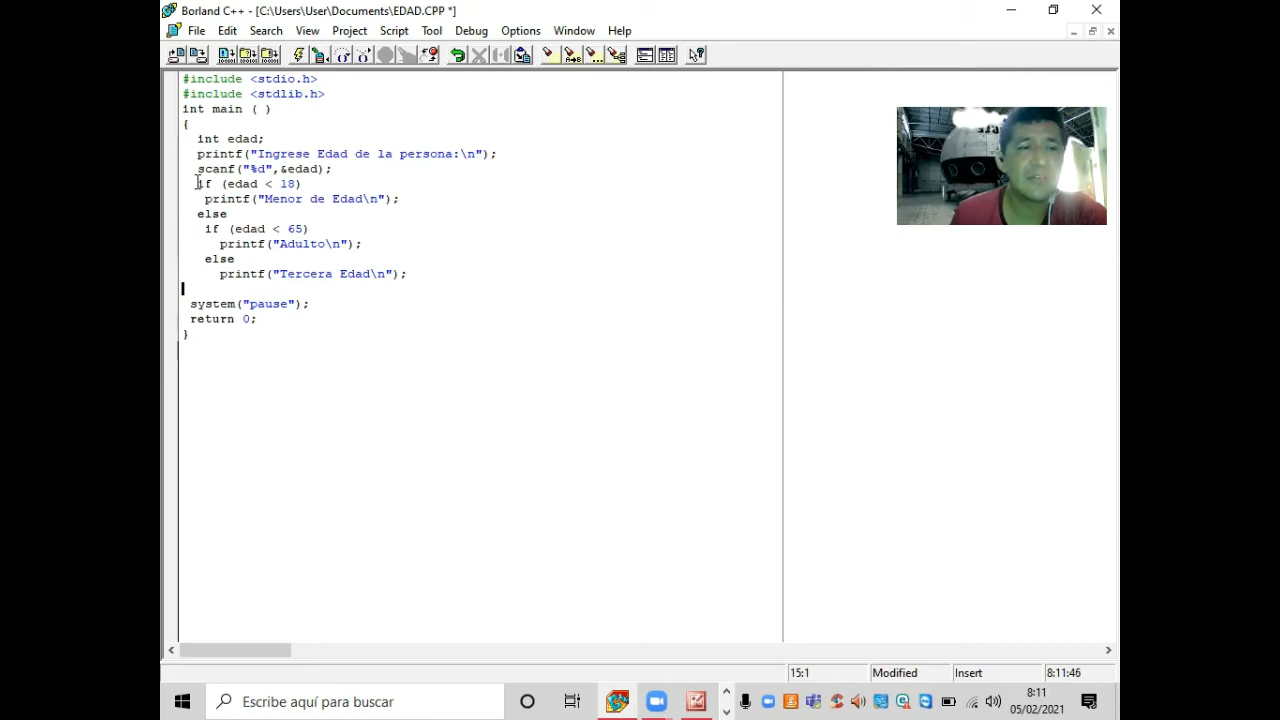 Borland C++ - [C:\Users\User\Documents\EDAD.CPP *]
File Edit Search View Project Script Tool Debug Options Window Help
#include <stdio.h>
#include <stdlib.h>
int main ( )
{
int edad;
printf("Ingrese Edad de la persona:\n");
scanf("%d",&edad);
if (edad < 18)
printf("Menor de Edad\n");
else
if (edad < 65)
printf("Adulto\n");
else
printf("Tercera Edad\n");
system("pause");
return 0;
}
15:1 Modified Insert 8:11:46
Escribe aquí para buscar
8:11
05/02/2021